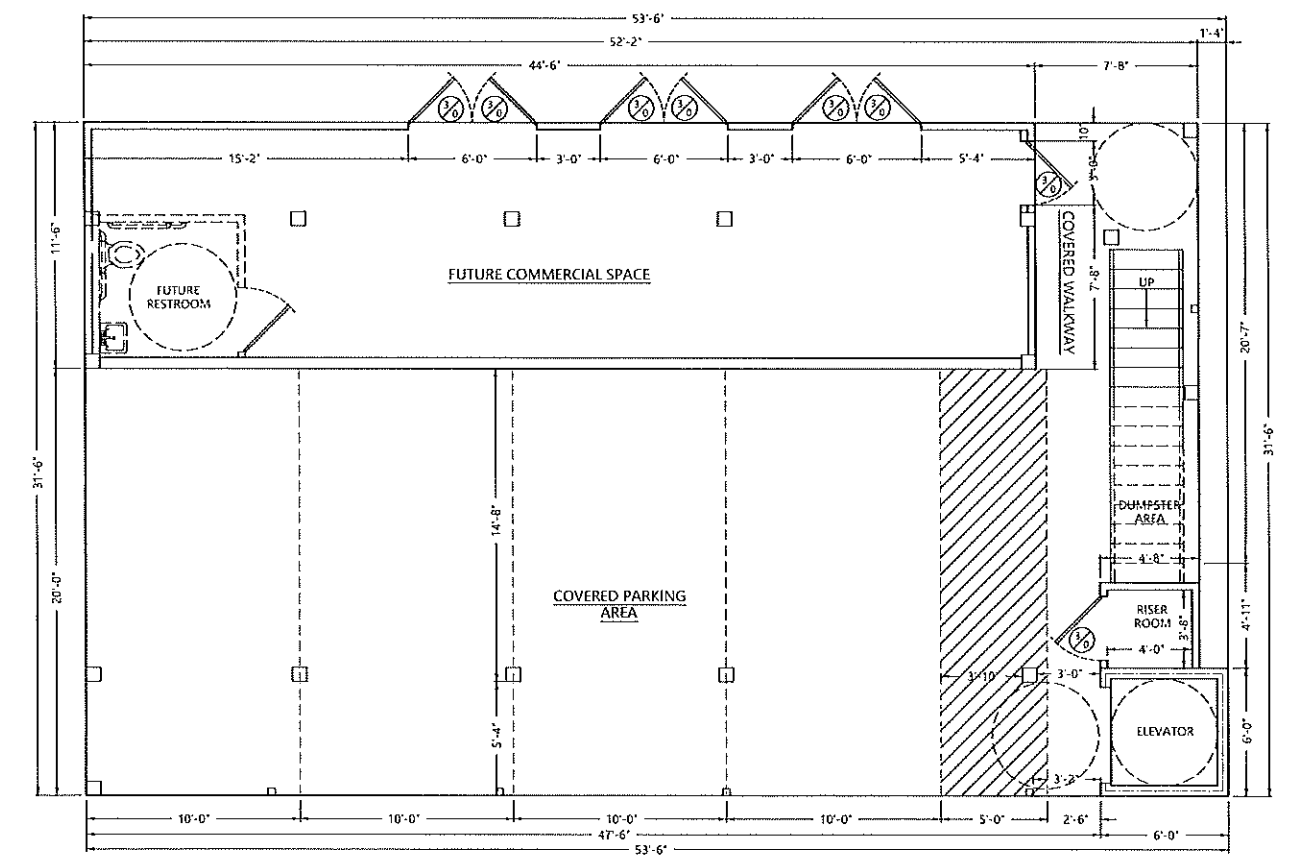 53'-6"
52'-2"
1'-4"
44'-6"
7'-8"
3/0 3/0 3/0 3/0 3/0 3/0
15'-2" 6'-0" 3'-0" 6'-0" 3'-0" 6'-0" 5'-4"
10"
3'-0"
3/0
11'-6"
COVERED WALKWAY
7'-8"
FUTURE COMMERCIAL SPACE
UP
FUTURE
RESTROOM
20'-7"
31'-6"
31'-6"
20'-0"
14'-8"
DUMPSTER
AREA
4'-8"
COVERED PARKING
AREA
RISER
ROOM
3'-8"
4'-11"
3/0
4'-0"
3'-10" 3'-0"
5'-4"
ELEVATOR
6'-0"
3'-2"
10'-0" 10'-0" 10'-0" 10'-0" 5'-0" 2'-6"
47'-6" 6'-0"
53'-6"